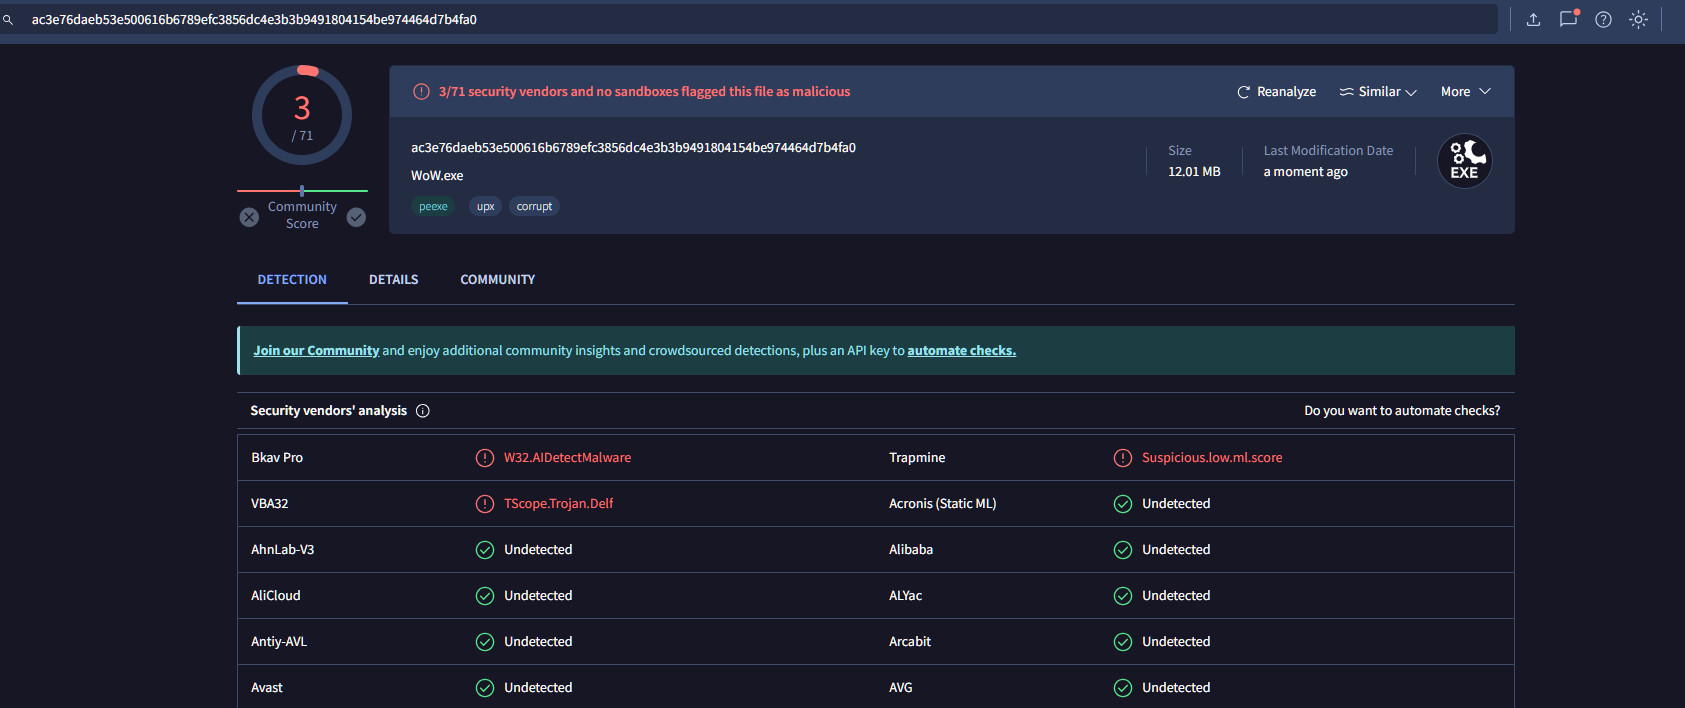 ac3e76daeb53e500616b6789efc3856dc4e3b3b9491804154be974464d7b4fa0
3
/ 71
Community
Score
3/71 security vendors and no sandboxes flagged this file as malicious
Reanalyze
Similar
More
ac3e76daeb53e500616b6789efc3856dc4e3b3b9491804154be974464d7b4fa0
WoW.exe
peexe upx corrupt
Size
12.01 MB
Last Modification Date
a moment ago
EXE
DETECTION DETAILS COMMUNITY
Join our Community and enjoy additional community insights and crowdsourced detections, plus an API key to automate checks.
Security vendors' analysis
Do you want to automate checks?
Bkav Pro W32.AIDetectMalware Trapmine Suspicious.low.ml.score
VBA32 TScope.Trojan.Delf Acronis (Static ML) Undetected
AhnLab-V3 Undetected Alibaba Undetected
AliCloud Undetected ALYac Undetected
Antiy-AVL Undetected Arcabit Undetected
Avast Undetected AVG Undetected